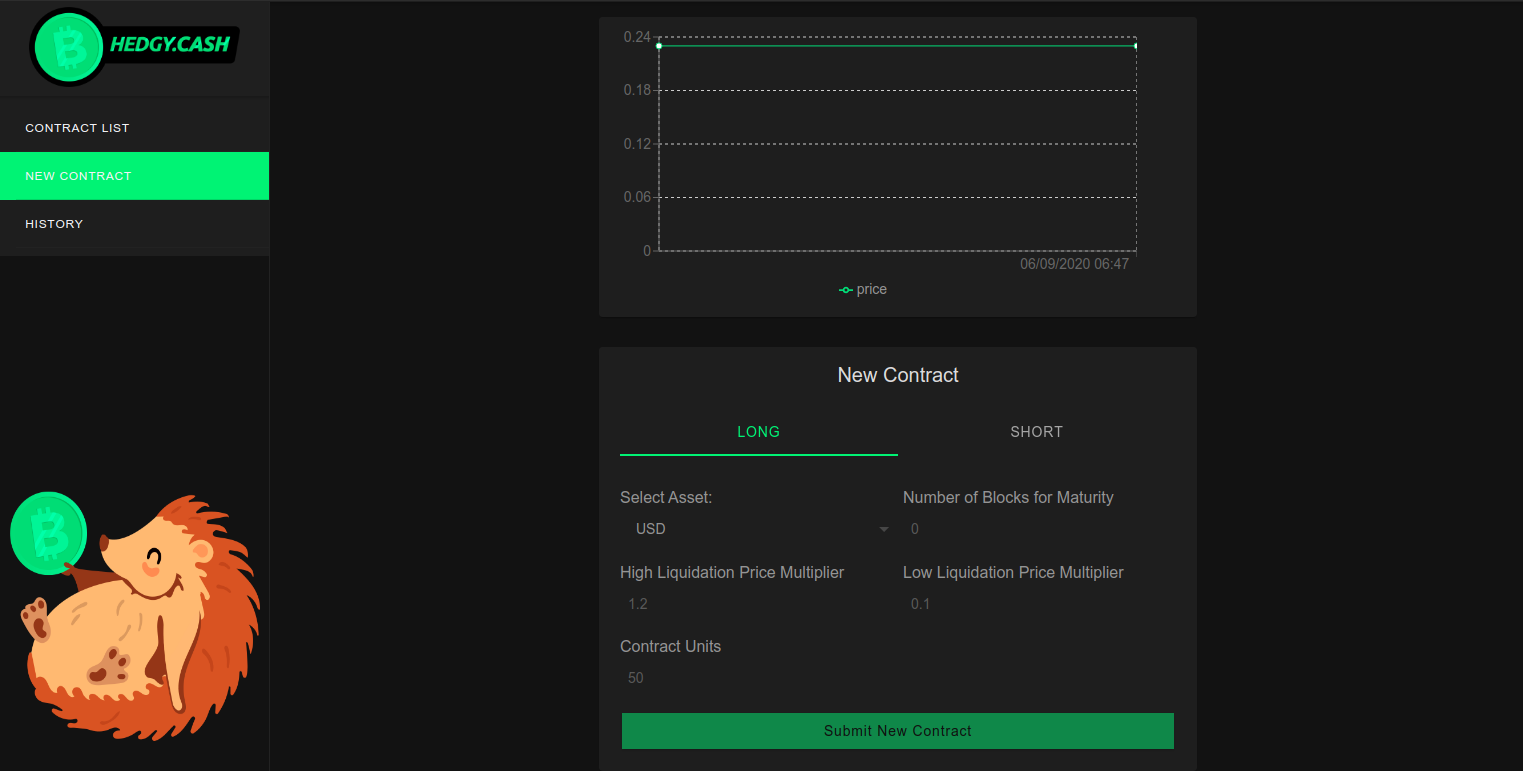 HEDGY.CASH
CONTRACT LIST
NEW CONTRACT
HISTORY
0.24
0.18
0.12
0.06
0
06/09/2020 06:47
price
New Contract
LONG SHORT
Select Asset: Number of Blocks for Maturity
USD 0
High Liquidation Price Multiplier Low Liquidation Price Multiplier
1.2 0.1
Contract Units
50
Submit New Contract